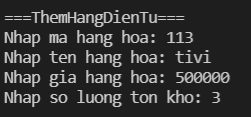 ===ThemHangDienTu===
Nhap ma hang hoa: 113
Nhap ten hang hoa: tivi
Nhap gia hang hoa: 500000
Nhap so luong ton kho: 3